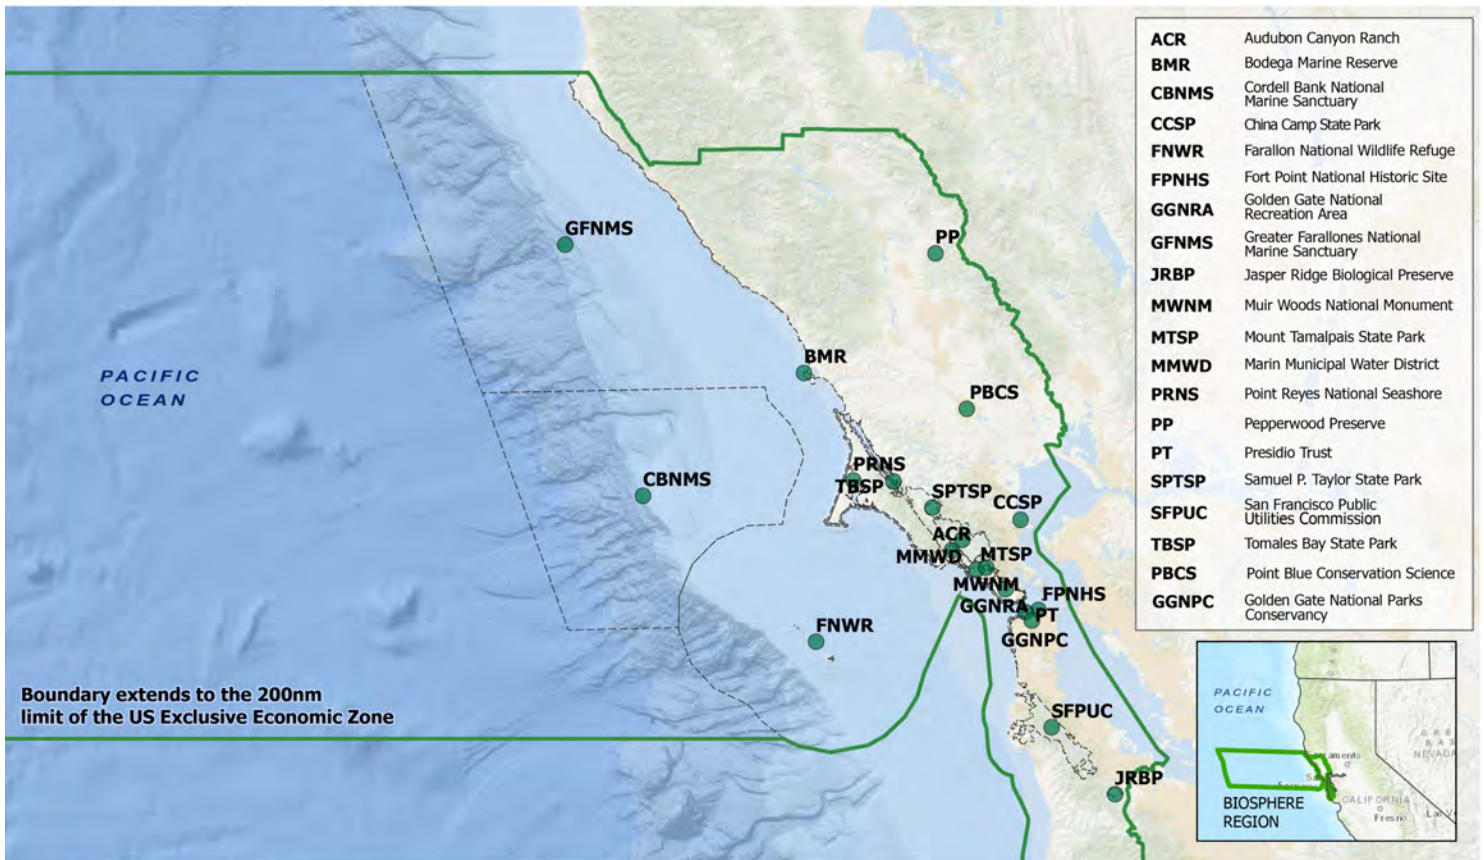 GFNMS
PP
BMR
PBCS
PACIFIC
OCEAN
PRNS
TBSP
CBNMS
SPTSP
CCSP
ACR
MMWD
MTSP
MWNM
FPNHS
GGNRA
PT
GGNPC
FNWR
SFPUC
JRBP
Boundary extends to the 200nm
limit of the US Exclusive Economic Zone
ACR Audubon Canyon Ranch
BMR Bodega Marine Reserve
CBNMS Cordell Bank National
Marine Sanctuary
CCSP China Camp State Park
FNWR Farallon National Wildlife Refuge
FPNHS Fort Point National Historic Site
GGNRA Golden Gate National
Recreation Area
GFNMS Greater Farallones National
Marine Sanctuary
JRBP Jasper Ridge Biological Preserve
MWNM Muir Woods National Monument
MTSP Mount Tamalpais State Park
MMWD Marin Municipal Water District
PRNS Point Reyes National Seashore
PP Pepperwood Preserve
PT Presidio Trust
SPTSP Samuel P. Taylor State Park
SFPUC San Francisco Public
Utilities Commission
TBSP Tomales Bay State Park
PBCS Point Blue Conservation Science
GGNPC Golden Gate National Parks
Conservancy
PACIFIC
OCEAN
NEVADA
CALIFORNIA
Fresno
BIOSPHERE
REGION